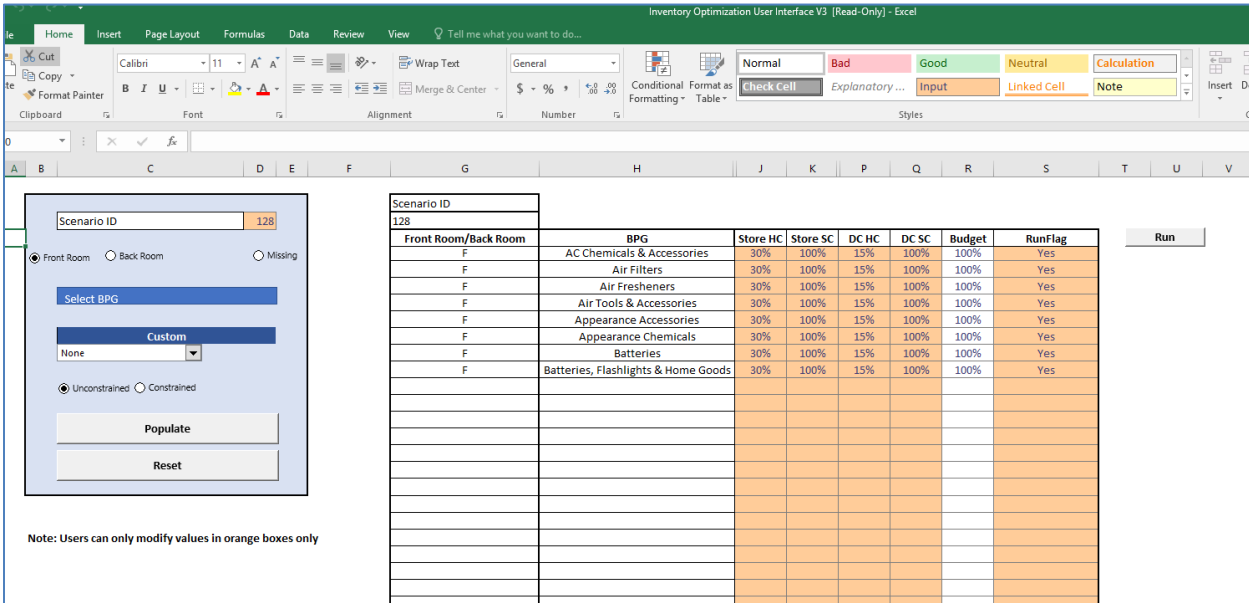 Inventory Optimization User Interface V3 [Read-Only] - Excel
Home Insert Page Layout Formulas Data Review View Tell me what you want to do...
Cut
Copy
Format Painter
Clipboard
Calibri 11 A A
B I U A
Font
Wrap Text
Merge & Center
Alignment
General
$ % ,
Number
Conditional Formatting
Format as Table
Normal Bad Good Neutral Calculation
Check Cell Explanatory ... Input Linked Cell Note
Styles
Insert
fx
A B C D E F G H J K P Q R S T U V
Scenario ID 128
Front Room Back Room Missing
Select BPG
Custom
None
Unconstrained Constrained
Populate
Reset
Note: Users can only modify values in orange boxes only
Scenario ID
128
Front Room/Back Room BPG Store HC Store SC DC HC DC SC Budget RunFlag
F AC Chemicals & Accessories 30% 100% 15% 100% 100% Yes
F Air Filters 30% 100% 15% 100% 100% Yes
F Air Fresheners 30% 100% 15% 100% 100% Yes
F Air Tools & Accessories 30% 100% 15% 100% 100% Yes
F Appearance Accessories 30% 100% 15% 100% 100% Yes
F Appearance Chemicals 30% 100% 15% 100% 100% Yes
F Batteries 30% 100% 15% 100% 100% Yes
F Batteries, Flashlights & Home Goods 30% 100% 15% 100% 100% Yes
Run